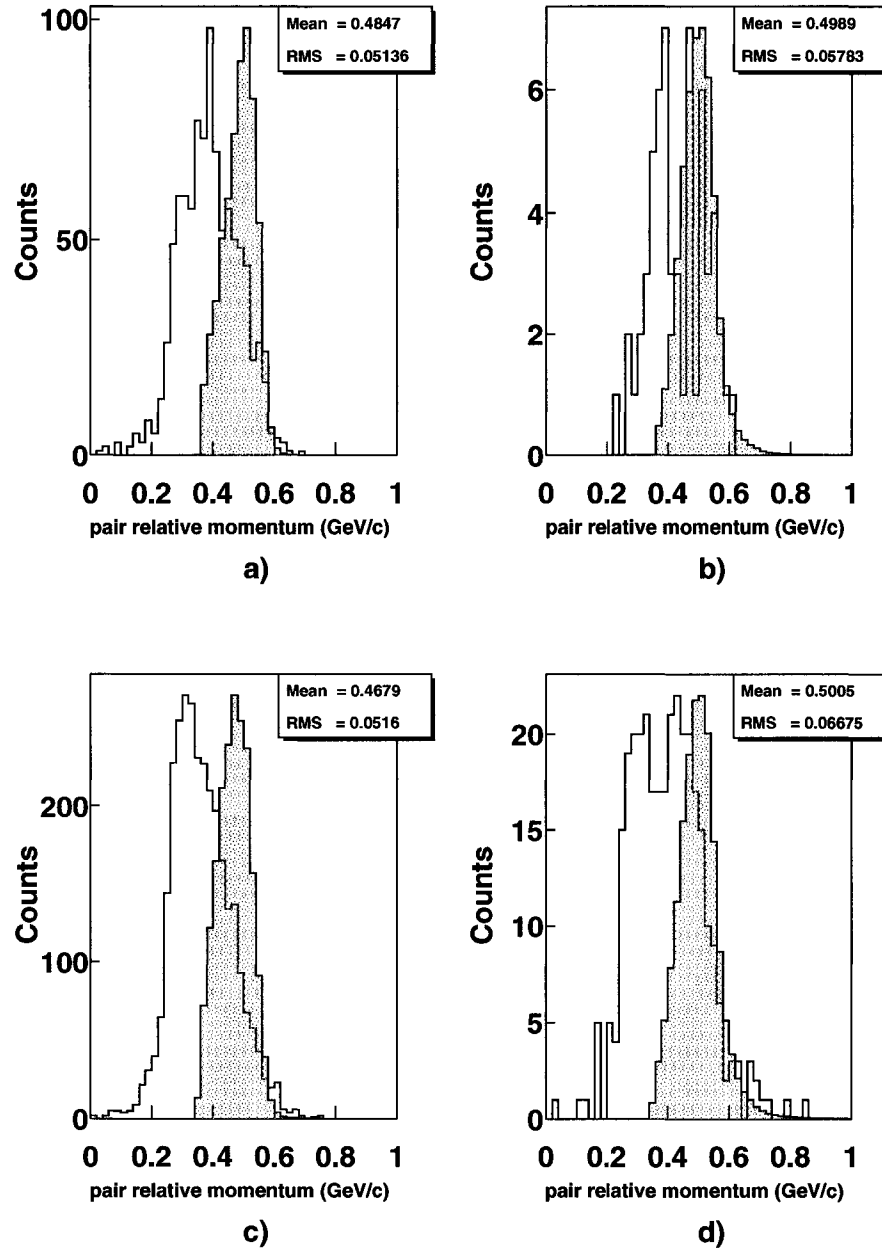 Mean = 0.4847
RMS = 0.05136
100
50
0
Counts
0 0.2 0.4 0.6 0.8 1
pair relative momentum (GeV/c)
a)
Mean = 0.4989
RMS = 0.05783
6
4
2
0
Counts
0 0.2 0.4 0.6 0.8 1
pair relative momentum (GeV/c)
b)
Mean = 0.4679
RMS = 0.0516
200
100
0
Counts
0 0.2 0.4 0.6 0.8 1
pair relative momentum (GeV/c)
c)
Mean = 0.5005
RMS = 0.06675
20
15
10
5
0
Counts
0 0.2 0.4 0.6 0.8 1
pair relative momentum (GeV/c)
d)